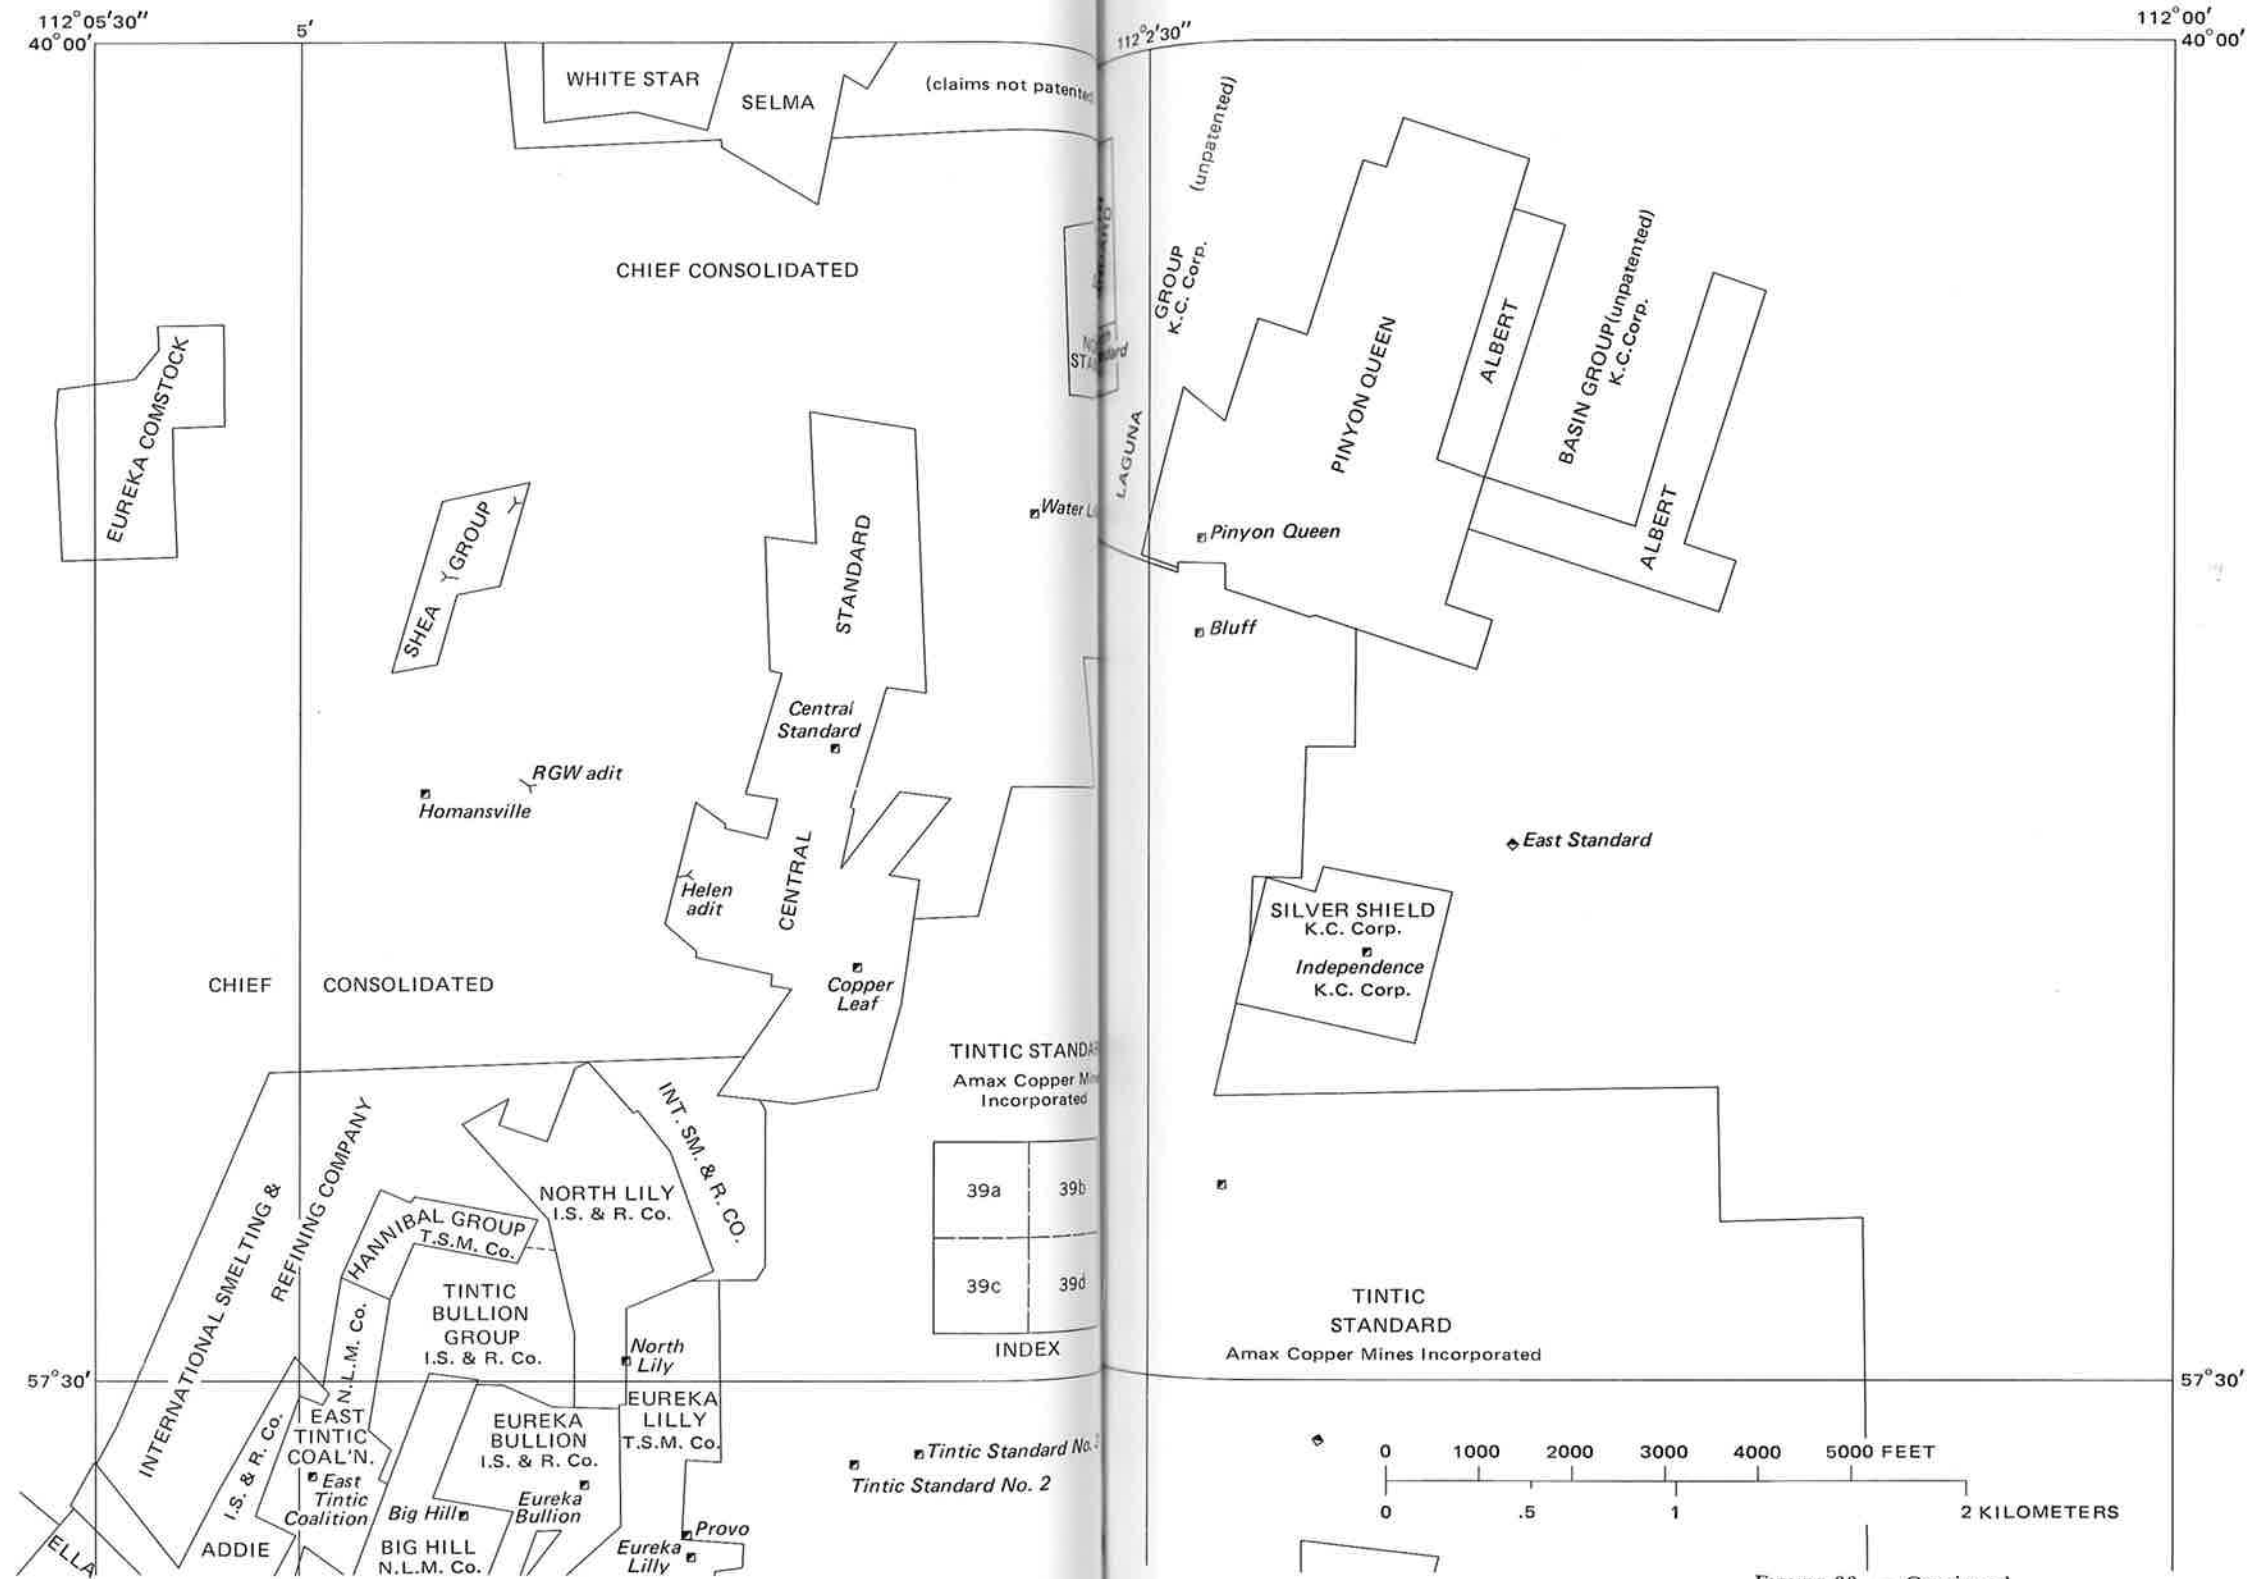 112°05'30"
5'
112°2'30"
112°00'
40°00'
40°00'
WHITE STAR
SELMA
(claims not patented
(unpatented)
GROUP
K.C. Corp.
LAGUNA
CHIEF CONSOLIDATED
EUREKA COMSTOCK
SHEA GROUP
STANDARD
Water
PINYON QUEEN
ALBERT
BASIN GROUP (unpatented)
K.C.Corp.
ALBERT
Pinyon Queen
Bluff
Central
Standard
RGW adit
Homansville
Helen
adit
CENTRAL
Copper
Leaf
East Standard
SILVER SHIELD
K.C. Corp.
Independence
K.C. Corp.
CHIEF CONSOLIDATED
TINTIC
Amax Copper
Incorporated
INTERNATIONAL SMELTING &
REFINING COMPANY
INT. SM. & R. CO.
NORTH LILY
I.S. & R. Co.
HANNIBAL GROUP
T.S.M. Co.
TINTIC
BULLION
GROUP
I.S. & R. Co.
N.L.M. Co.
39a
39b
39c
39d
INDEX
TINTIC
STANDARD
Amax Copper Mines Incorporated
North
Lily
57°30'
57°30'
EUREKA
LILLY
T.S.M. Co.
EUREKA
BULLION
I.S. & R. Co.
Eureka
Bullion
I.S. & R. Co.
EAST
TINTIC
COAL'N.
East
Tintic
Coalition
Big Hill
BIG HILL
N.L.M. Co.
ADDIE
ELLA
Tintic Standard No.
Tintic Standard No. 2
Provo
Eureka
Lilly
0 1000 2000 3000 4000 5000 FEET
0 .5 1 2 KILOMETERS